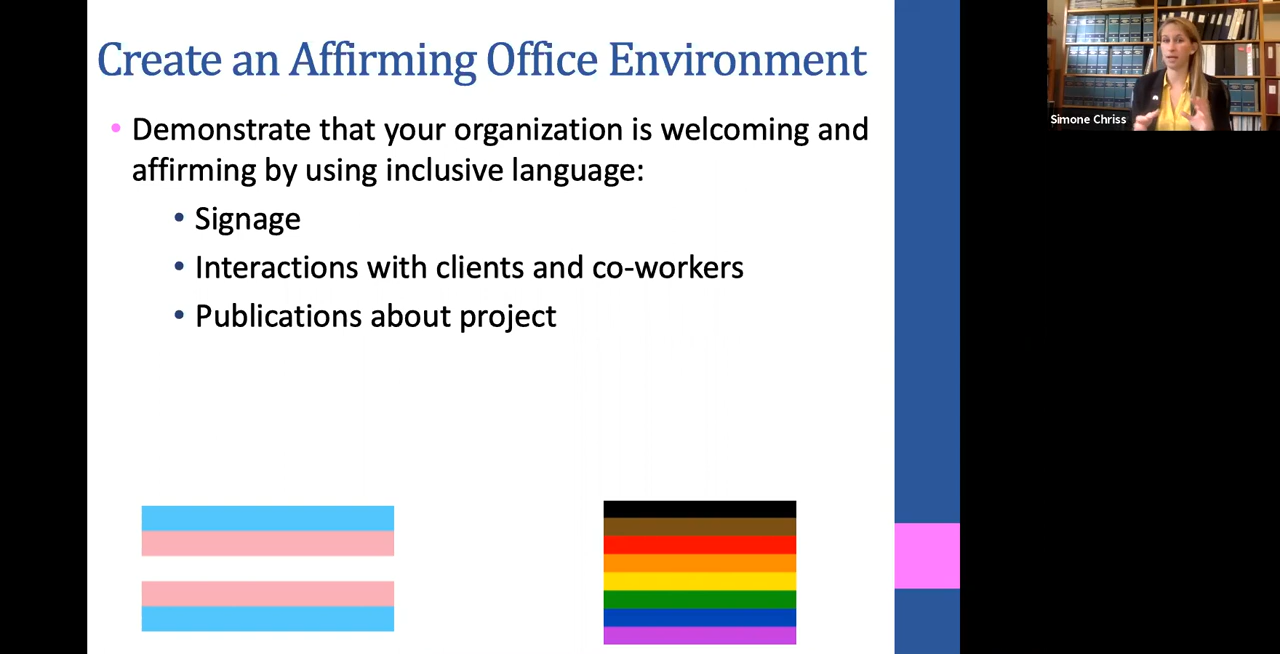 Create an Affirming Office Environment
• Demonstrate that your organization is welcoming and
affirming by using inclusive language:
• Signage
• Interactions with clients and co-workers
• Publications about project
Simone Chriss